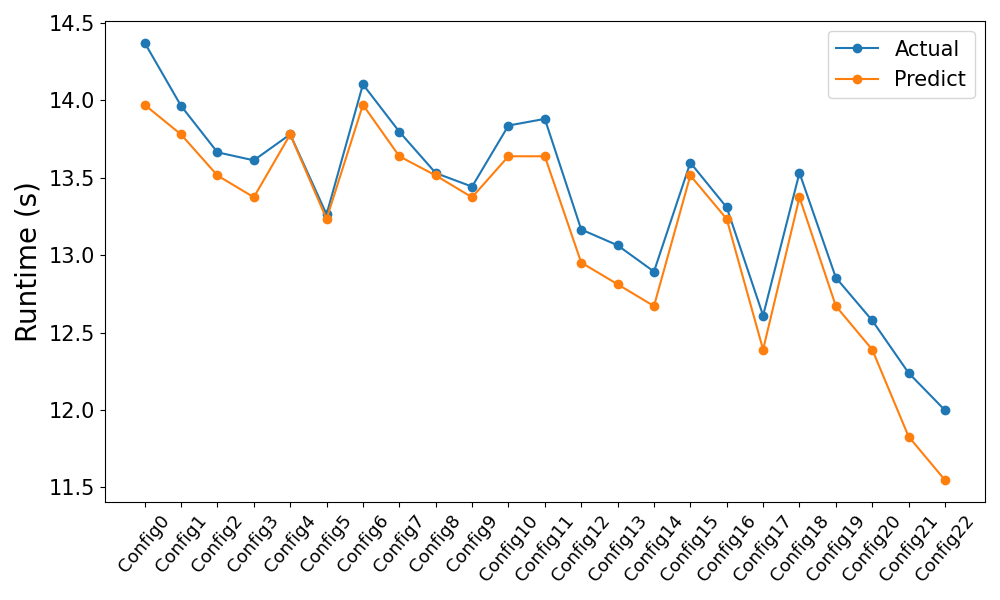 14.5
14.0
13.5
13.0
12.5
12.0
11.5
Runtime (s)
Actual
Predict
Config0
Config1
Config2
Config3
Config4
Config5
Config6
Config7
Config8
Config9
Config10
Config11
Config12
Config13
Config14
Config15
Config16
Config17
Config18
Config19
Config20
Config21
Config22